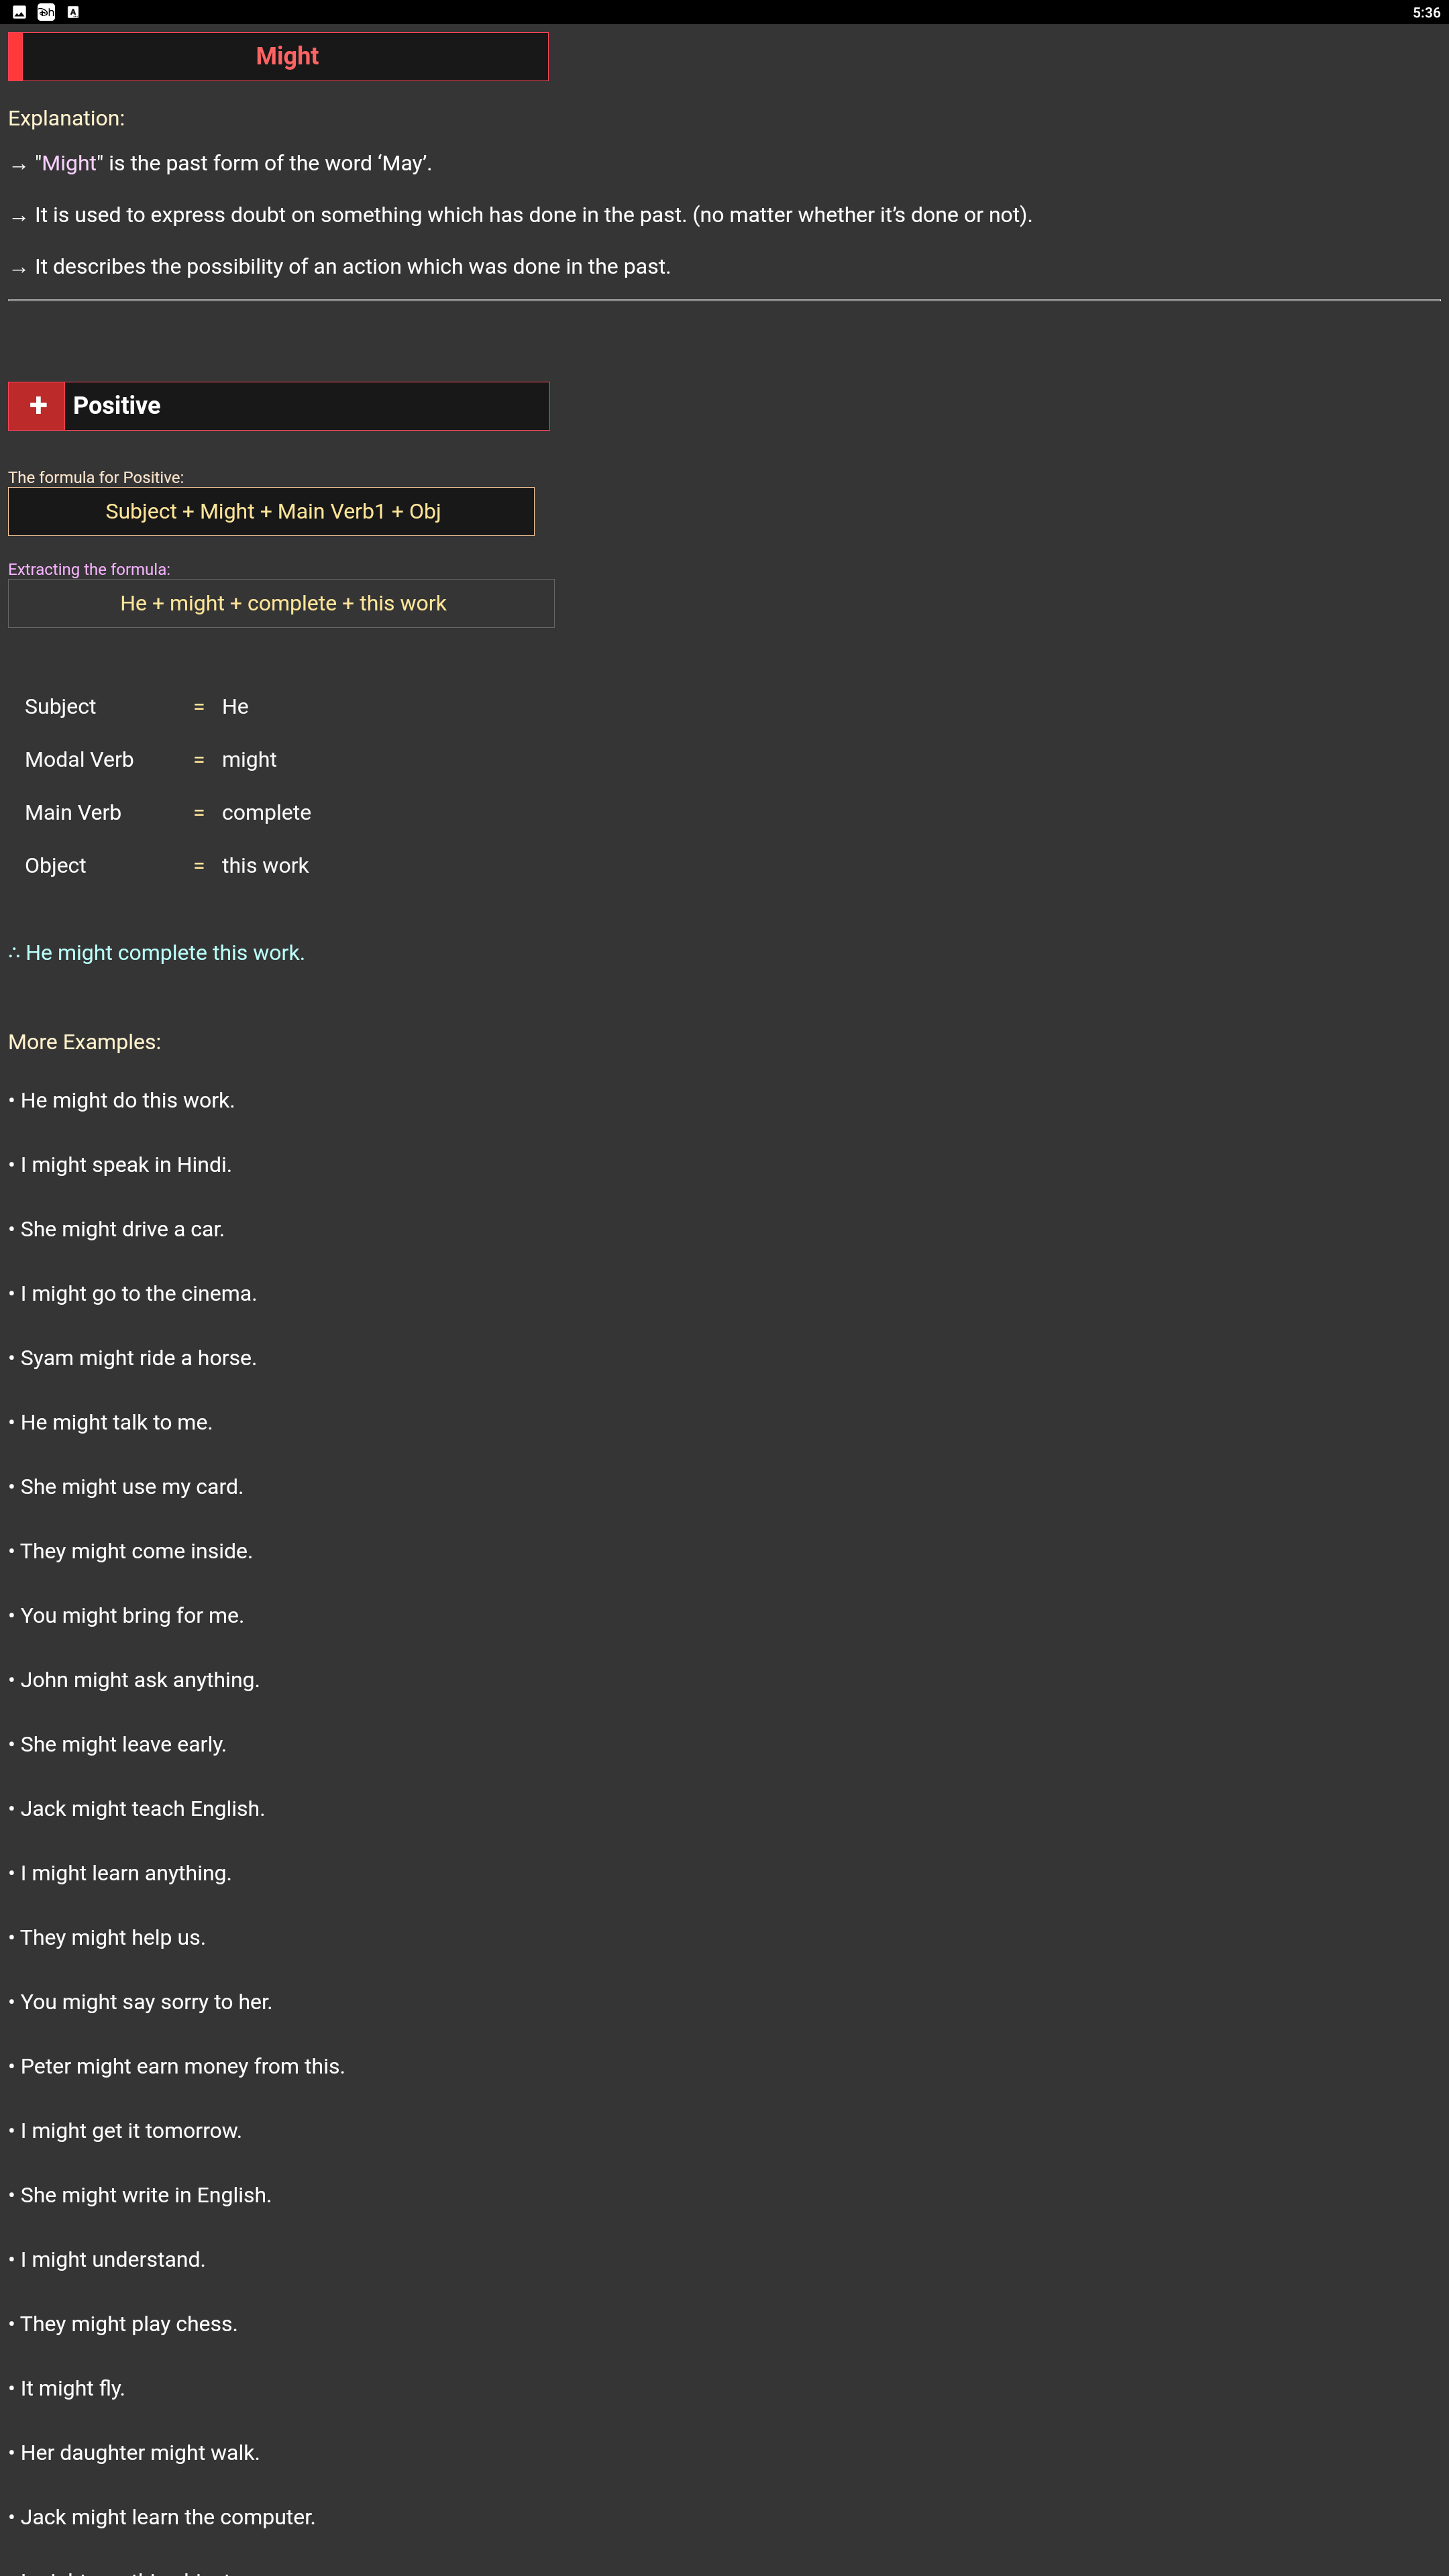 5:36
Might
Explanation:
→ "Might" is the past form of the word ‘May’.
→ It is used to express doubt on something which has done in the past. (no matter whether it’s done or not).
→ It describes the possibility of an action which was done in the past.
+ Positive
The formula for Positive:
Subject + Might + Main Verb1 + Obj
Extracting the formula:
He + might + complete + this work
Subject = He
Modal Verb = might
Main Verb = complete
Object = this work
∴ He might complete this work.
More Examples:
• He might do this work.
• I might speak in Hindi.
• She might drive a car.
• I might go to the cinema.
• Syam might ride a horse.
• He might talk to me.
• She might use my card.
• They might come inside.
• You might bring for me.
• John might ask anything.
• She might leave early.
• Jack might teach English.
• I might learn anything.
• They might help us.
• You might say sorry to her.
• Peter might earn money from this.
• I might get it tomorrow.
• She might write in English.
• I might understand.
• They might play chess.
• It might fly.
• Her daughter might walk.
• Jack might learn the computer.